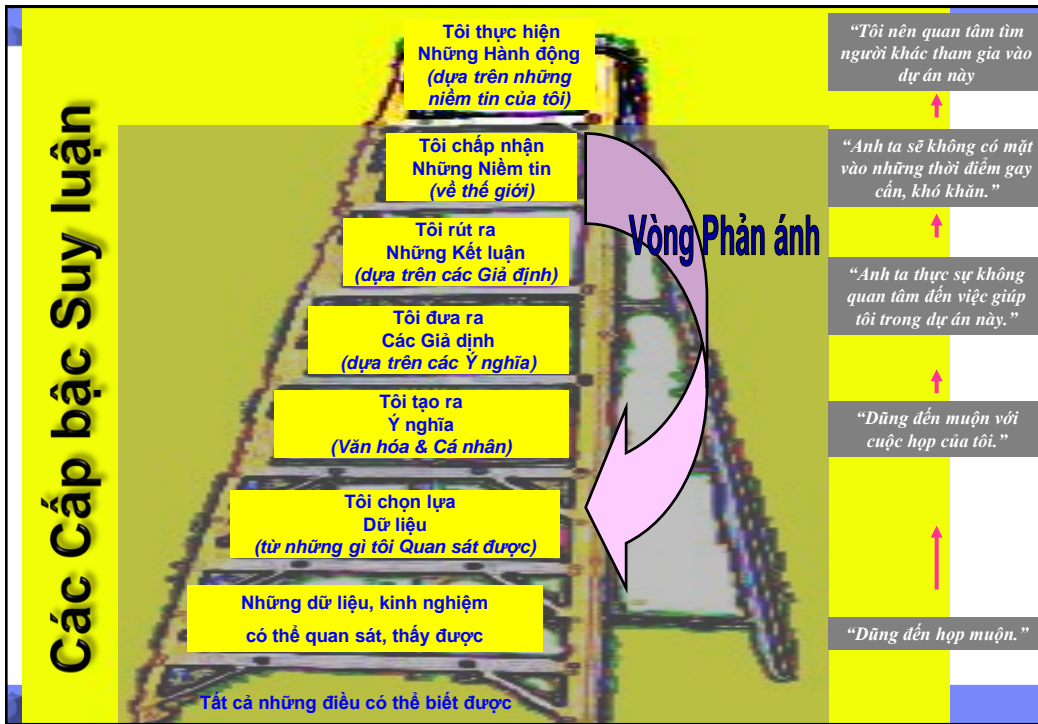 Các Cấp bậc Suy luận
Tôi thực hiện
Những Hành động
(dựa trên những
niềm tin của tôi)
Tôi chấp nhận
Những Niềm tin
(về thế giới)
Tôi rút ra
Những Kết luận
(dựa trên các Giả định)
Tôi đưa ra
Các Giả dịnh
(dựa trên các Ý nghĩa)
Tôi tạo ra
Ý nghĩa
(Văn hóa & Cá nhân)
Tôi chọn lựa
Dữ liệu
(từ những gì tôi Quan sát được)
Những dữ liệu, kinh nghiệm
có thể quan sát, thấy được
Tất cả những điều có thể biết được
Vòng Phản ánh
“Tôi nên quan tâm tìm
người khác tham gia vào
dự án này
“Anh ta sẽ không có mặt
vào những thời điểm gay
cấn, khó khăn.”
“Anh ta thực sự không
quan tâm đến việc giúp
tôi trong dự án này.”
“Dũng đến muộn với
cuộc họp của tôi.”
“Dũng đến họp muộn.”